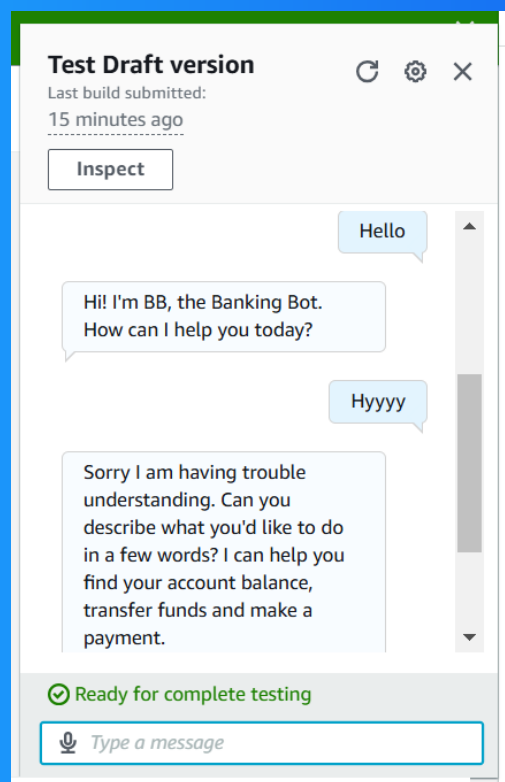 Test Draft version
Last build submitted:
15 minutes ago
Inspect
Hello
Hi! I'm BB, the Banking Bot.
How can I help you today?
Hyyyy
Sorry I am having trouble
understanding. Can you
describe what you'd like to do
in a few words? I can help you
find your account balance,
transfer funds and make a
payment.
Ready for complete testing
Type a message